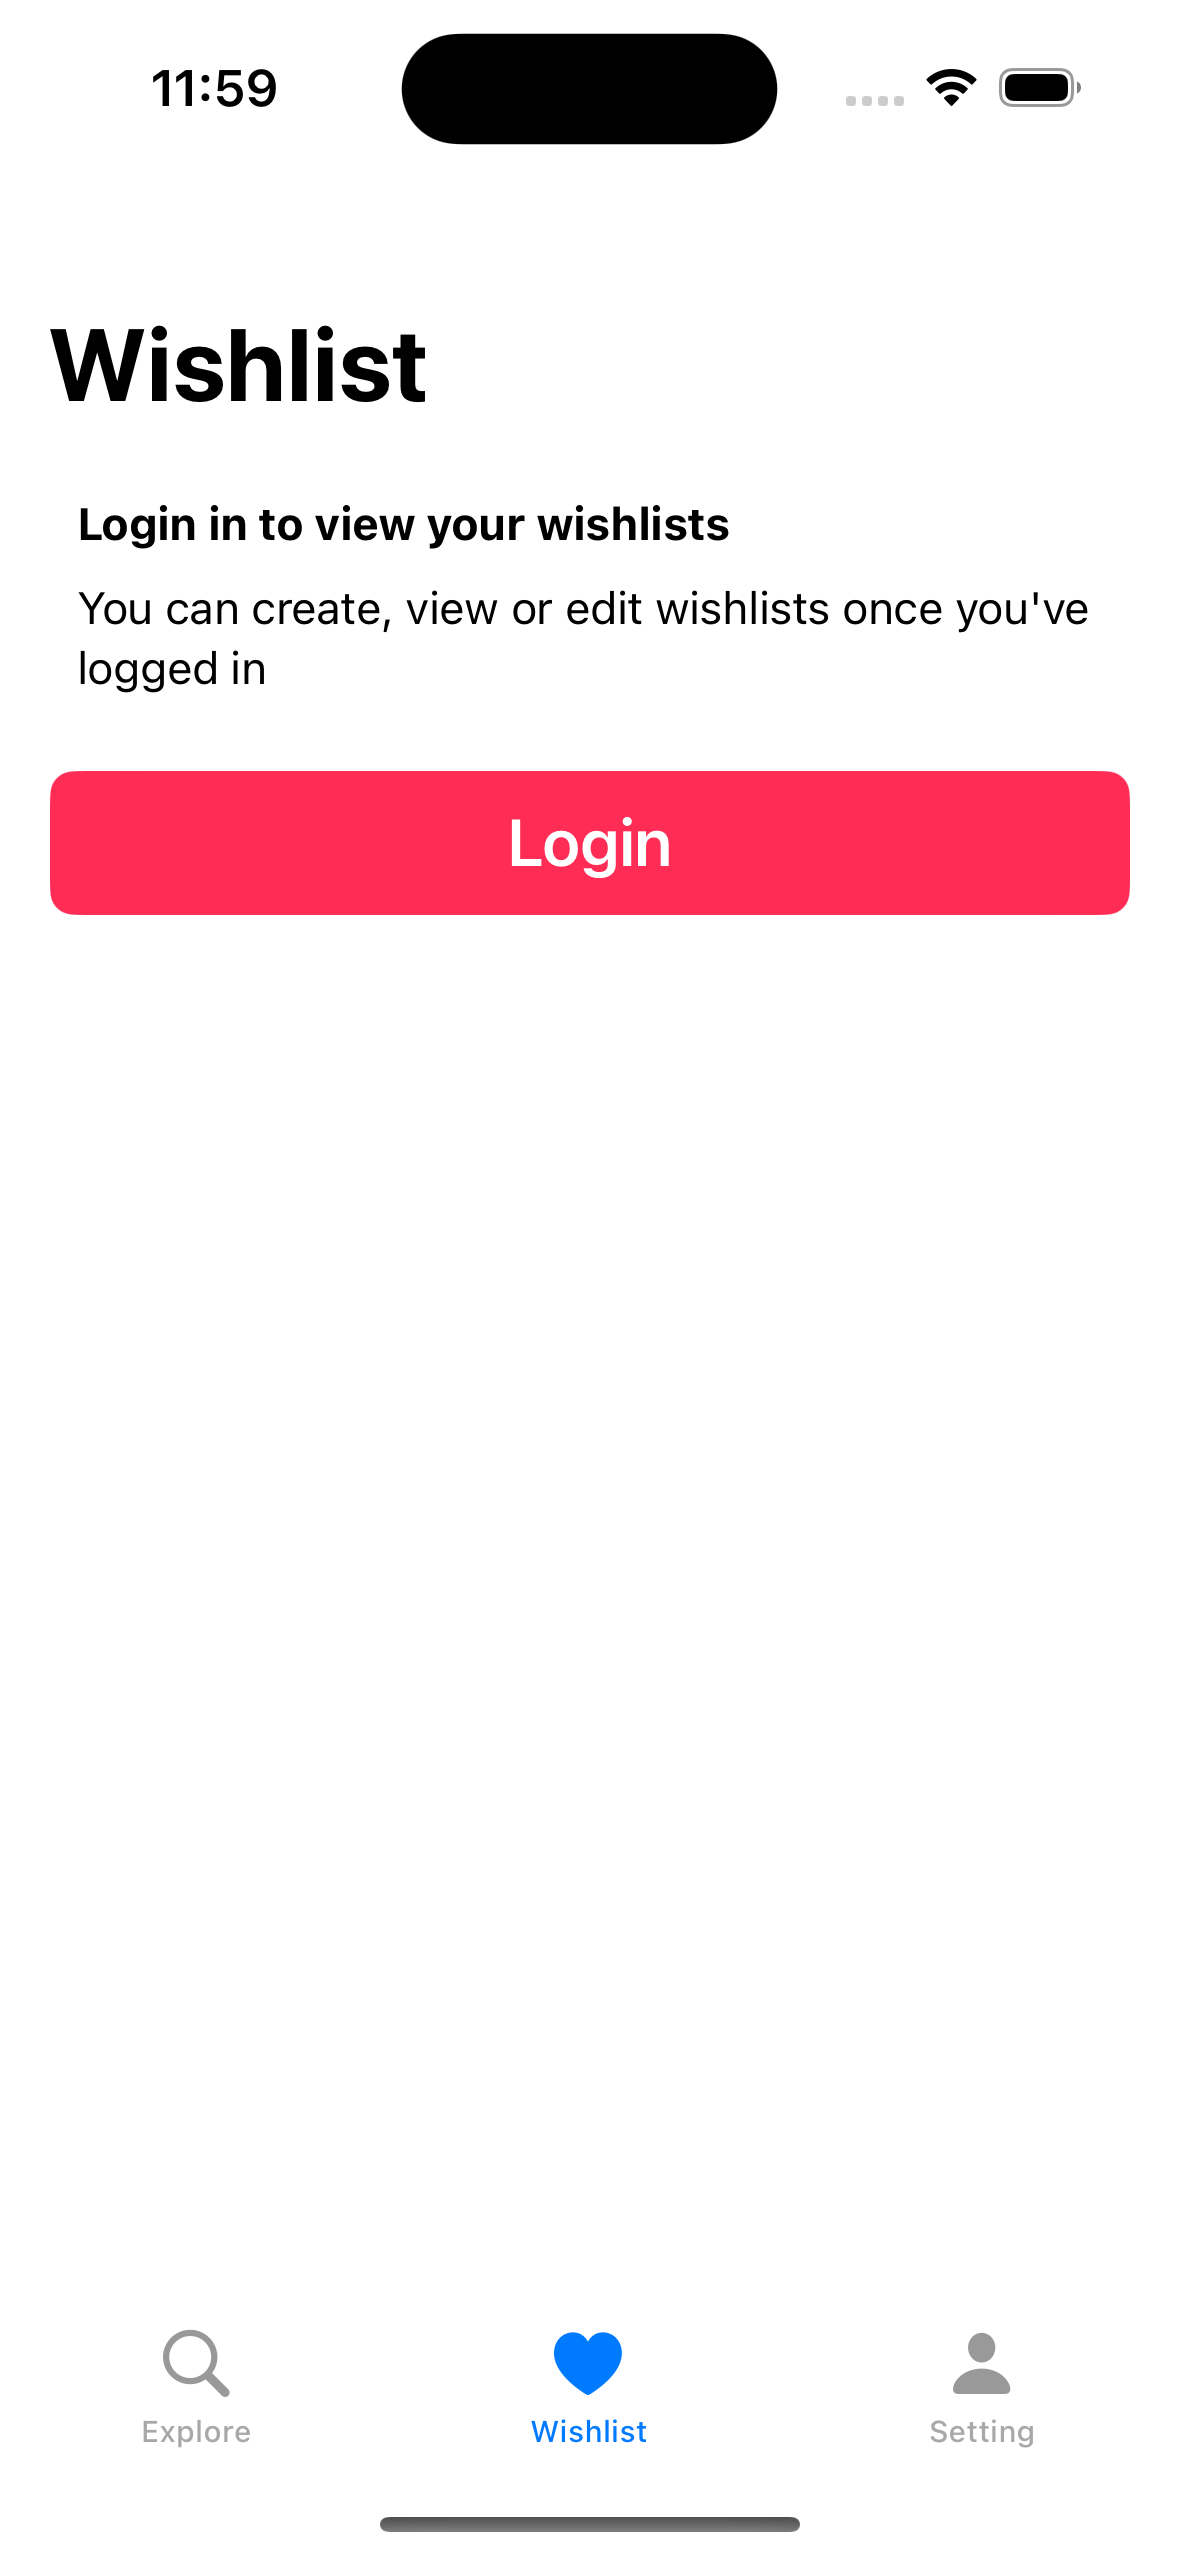 11:59
Wishlist
Login in to view your wishlists
You can create, view or edit wishlists once you've
logged in
Login
Explore
Wishlist
Setting